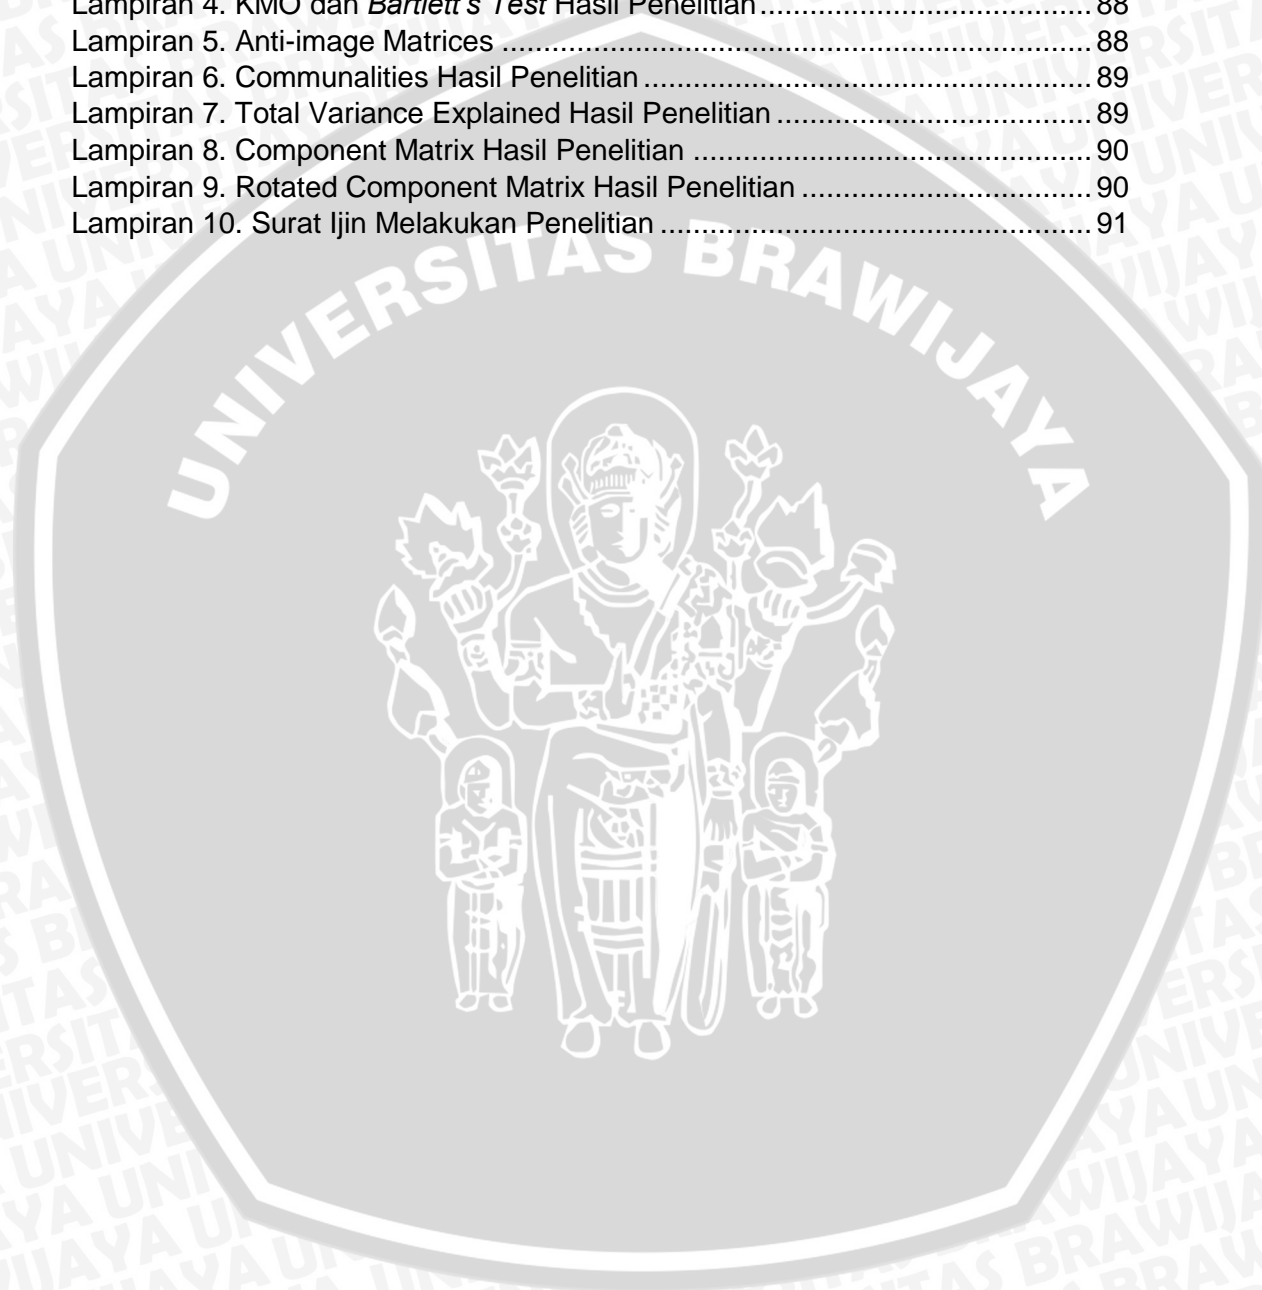 Lampiran 4. KMO dan Bartlett's Test Hasil Penelitian........................................ 88
Lampiran 5. Anti-image Matrices ....................................................................... 88
Lampiran 6. Communalities Hasil Penelitian ...................................................... 89
Lampiran 7. Total Variance Explained Hasil Penelitian ...................................... 89
Lampiran 8. Component Matrix Hasil Penelitian ................................................ 90
Lampiran 9. Rotated Component Matrix Hasil Penelitian ................................... 90
Lampiran 10. Surat Ijin Melakukan Penelitian .................................................... 91
UNIVERSITAS BRAWIJAYA